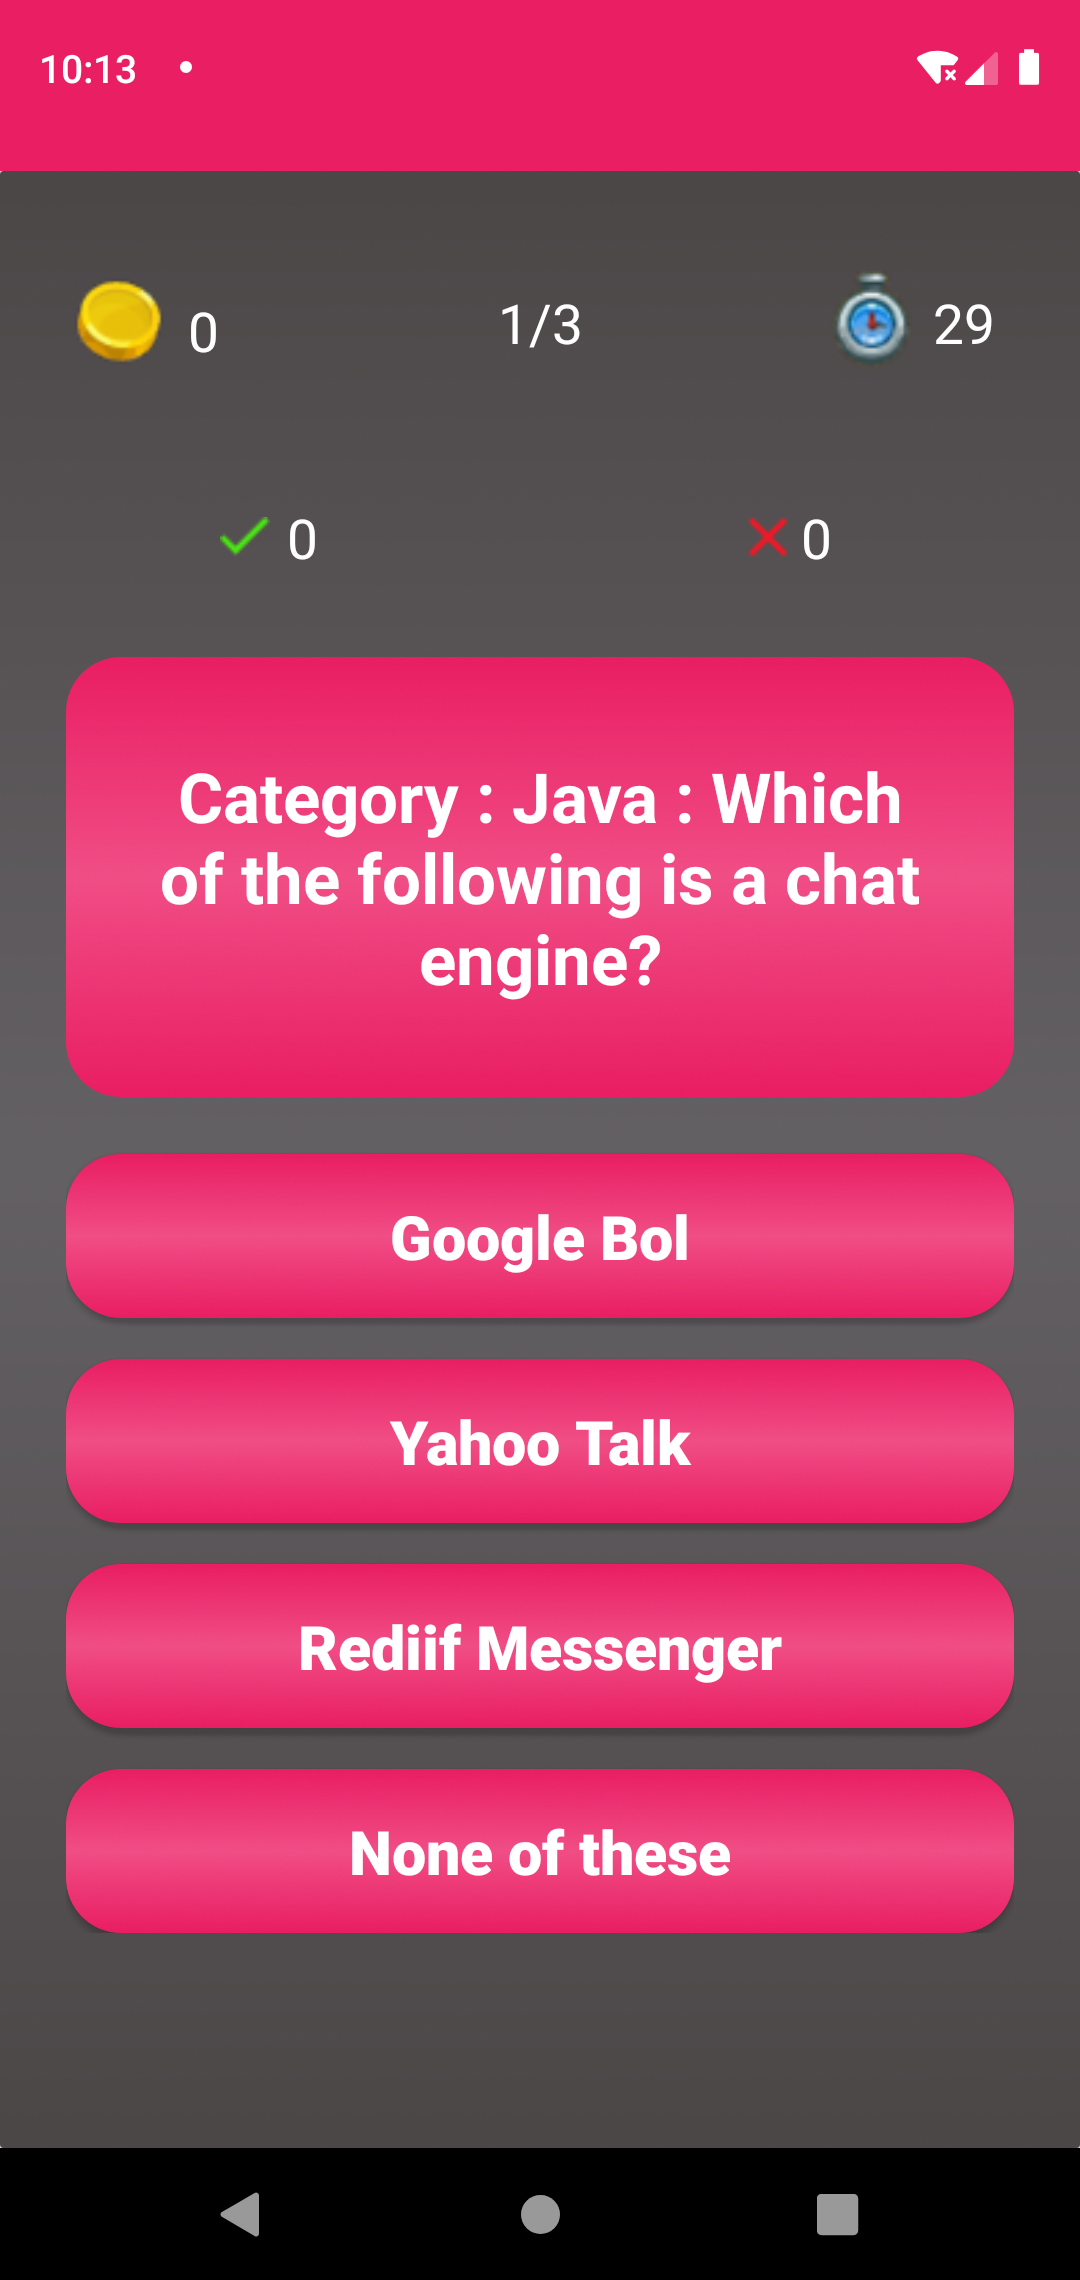 10:13
0
1/3
29
0
0
Category : Java : Which
of the following is a chat
engine?
Google Bol
Yahoo Talk
Rediif Messenger
None of these